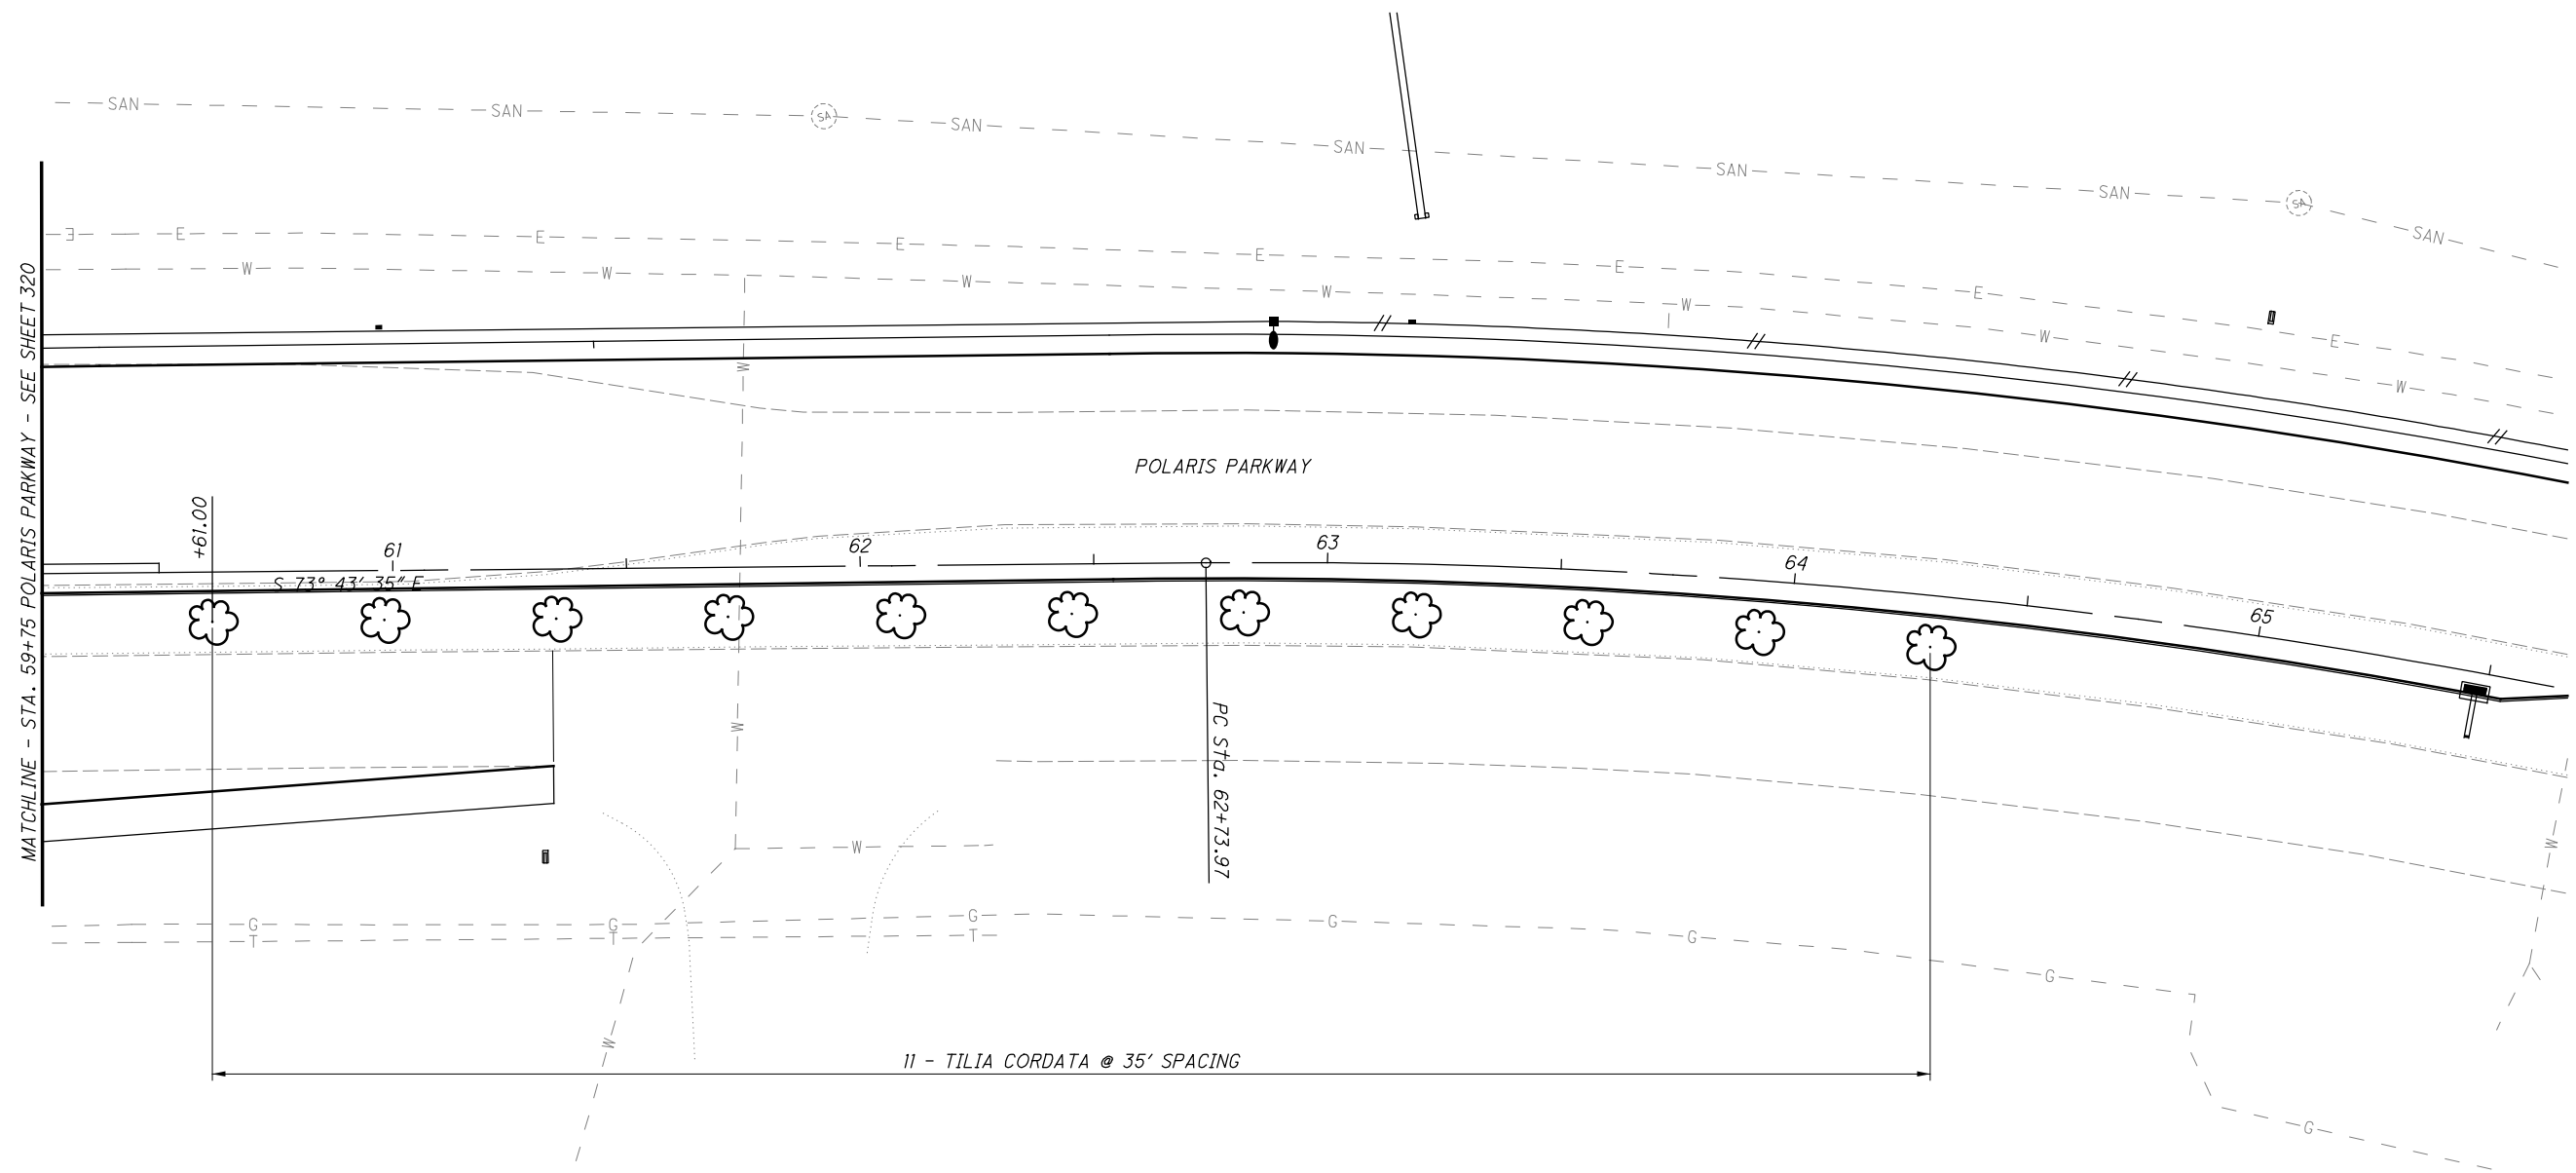 SAN SAN SA SAN SAN SAN SAN SA SAN
E E E E E E E E
W W W W W W W W
MATCHLINE - STA. 59+75 POLARIS PARKWAY - SEE SHEET 320
W
POLARIS PARKWAY
+61.00
61 62 63 64 65
S 73° 43' 35" E
W
PC Sta. 62+73.97
W
W
G G G G G G
T T T
W
11 - TILIA CORDATA @ 35' SPACING
G